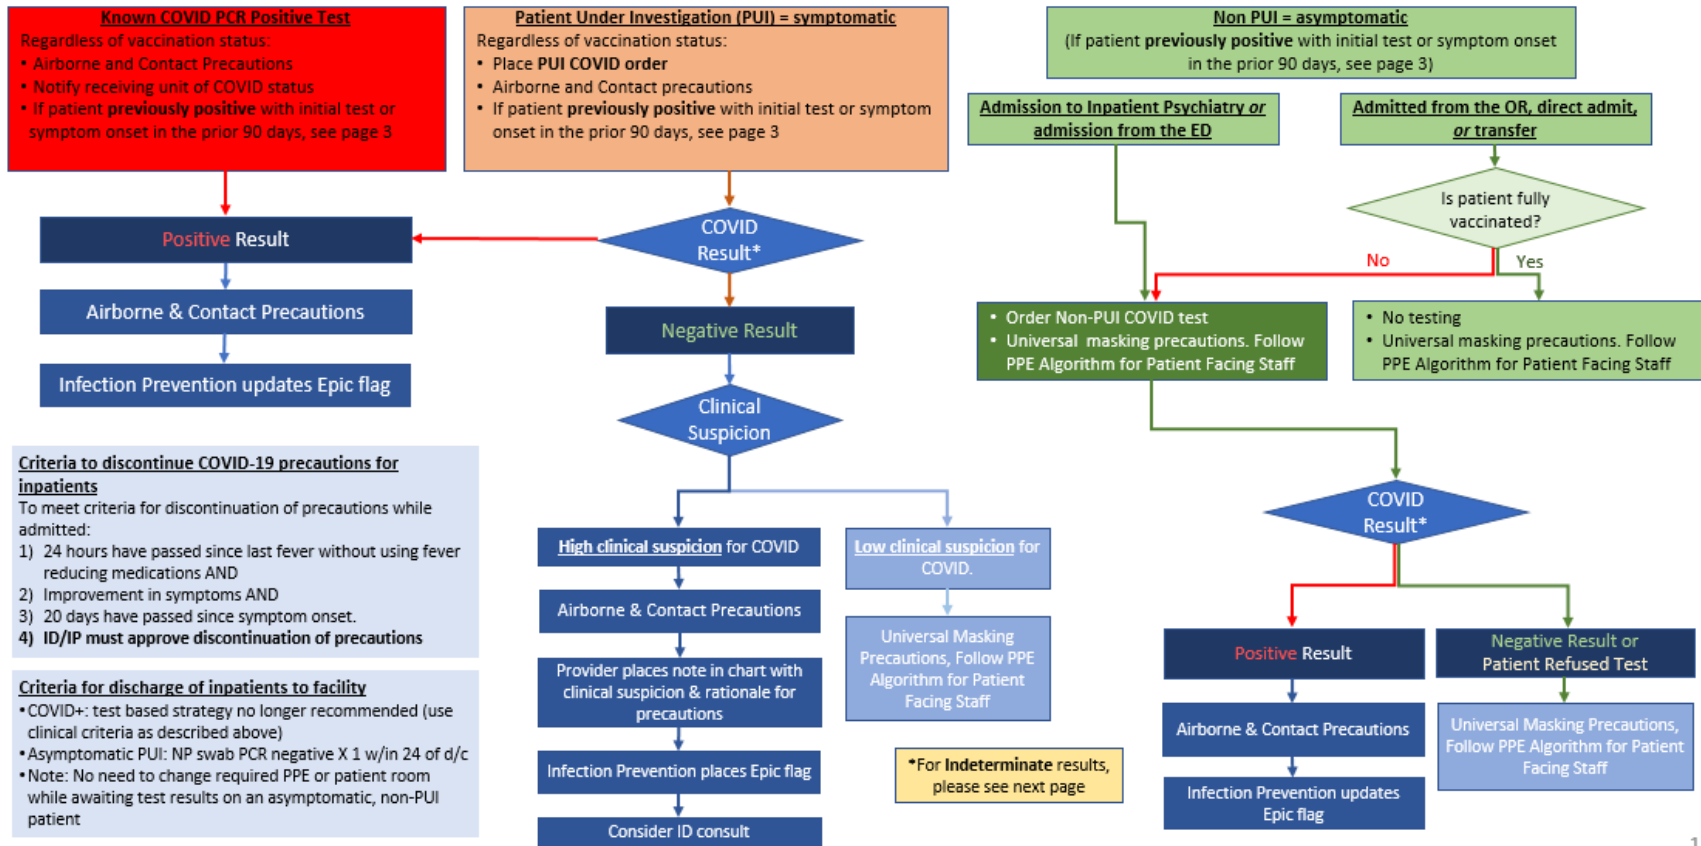 Known COVID PCR Positive Test
Regardless of vaccination status:
• Airborne and Contact Precautions
• Notify receiving unit of COVID status
• If patient previously positive with initial test or
symptom onset in the prior 90 days, see page 3
Patient Under Investigation (PUI) = symptomatic
Regardless of vaccination status:
• Place PUI COVID order
• Airborne and Contact precautions
• If patient previously positive with initial test or symptom
onset in the prior 90 days, see page 3
Non PUI = asymptomatic
(If patient previously positive with initial test or symptom onset
in the prior 90 days, see page 3)
Admission to Inpatient Psychiatry or
admission from the ED
Admitted from the OR, direct admit,
or transfer
Is patient fully
vaccinated?
No
Yes
Positive Result
Airborne & Contact Precautions
Infection Prevention updates Epic flag
COVID
Result*
Negative Result
Clinical
Suspicion
• Order Non-PUI COVID test
• Universal masking precautions. Follow
PPE Algorithm for Patient Facing Staff
• No testing
• Universal masking precautions. Follow
PPE Algorithm for Patient Facing Staff
Criteria to discontinue COVID-19 precautions for
inpatients
To meet criteria for discontinuation of precautions while
admitted:
1) 24 hours have passed since last fever without using fever
reducing medications AND
2) Improvement in symptoms AND
3) 20 days have passed since symptom onset.
4) ID/IP must approve discontinuation of precautions
Criteria for discharge of inpatients to facility
• COVID+: test based strategy no longer recommended (use
clinical criteria as described above)
• Asymptomatic PUI: NP swab PCR negative X 1 w/in 24 of d/c
• Note: No need to change required PPE or patient room
while awaiting test results on an asymptomatic, non-PUI
patient
High clinical suspicion for COVID
Airborne & Contact Precautions
Provider places note in chart with
clinical suspicion & rationale for
precautions
Infection Prevention places Epic flag
Consider ID consult
Low clinical suspicion for
COVID.
Universal Masking
Precautions, Follow PPE
Algorithm for Patient
Facing Staff
*For Indeterminate results,
please see next page
COVID
Result*
Positive Result
Airborne & Contact Precautions
Infection Prevention updates
Epic flag
Negative Result or
Patient Refused Test
Universal Masking Precautions,
Follow PPE Algorithm for Patient
Facing Staff
1